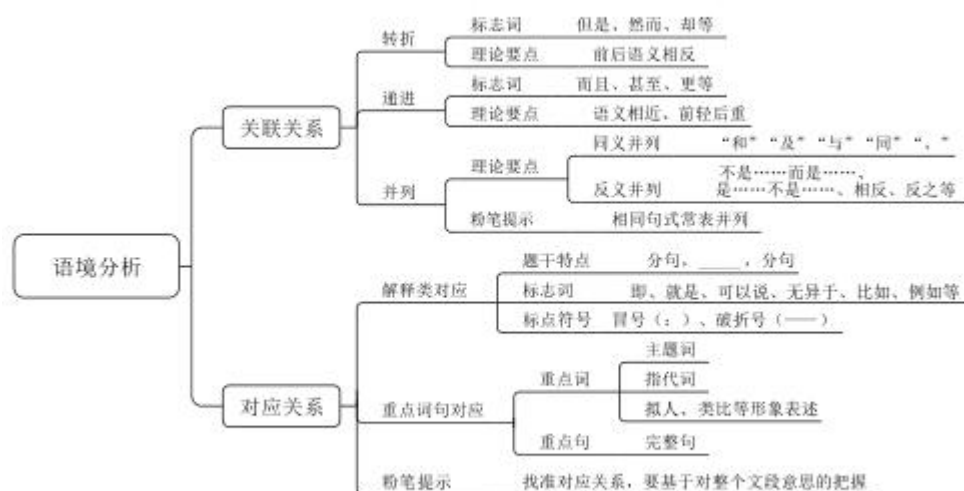 语境分析
关联关系
转折
标志词 但是、然而、却等
理论要点 前后语义相反
递进
标志词 而且、甚至、更等
理论要点 语义相近、前轻后重
并列
理论要点
同义并列 “和”“及”“与”“同”“、”
反义并列 不是……而是……、
是……不是……、相反、反之等
粉笔提示 相同句式常表并列
对应关系
解释类对应
题干特点 分句，_____，分句
标志词 即、就是、可以说、无异于、比如、例如等
标点符号 冒号（：）、破折号（——）
重点词句对应
重点词
主题词
指代词
拟人、类比等形象表述
重点句 完整句
粉笔提示 找准对应关系，要基于对整个文段意思的把握